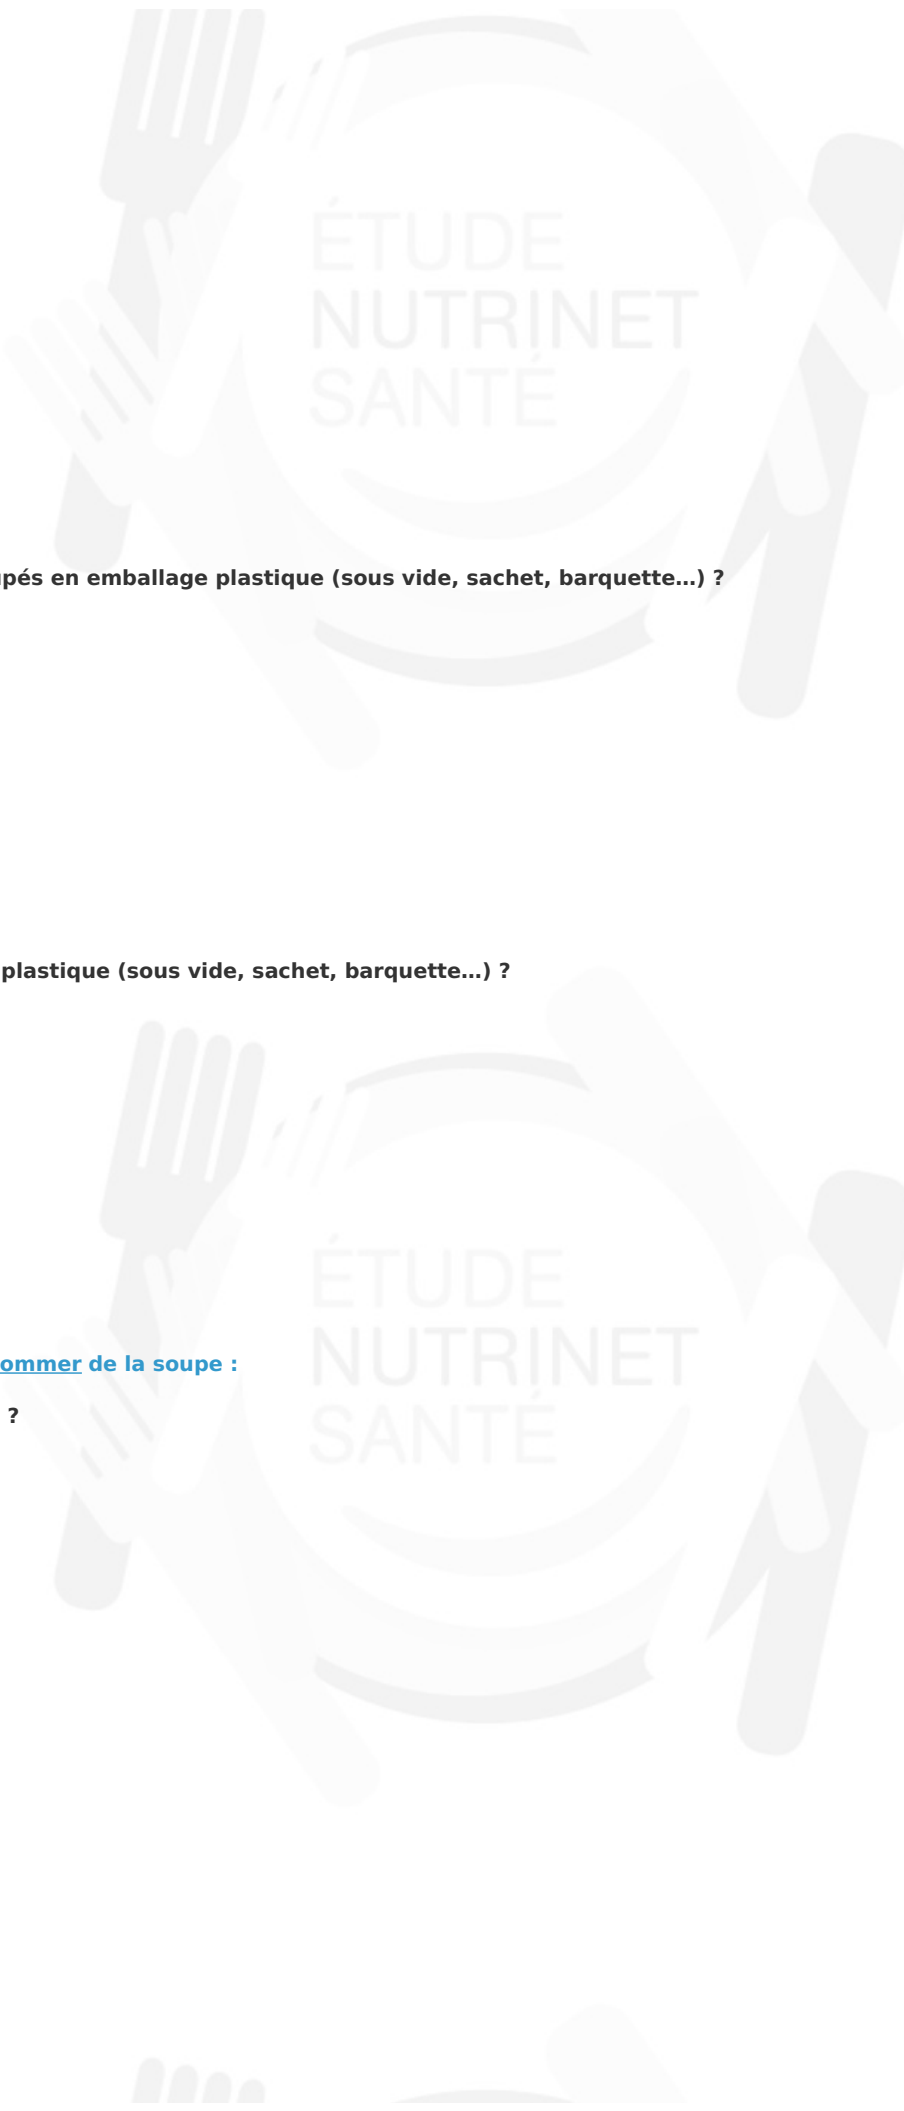 ÉTUDE
NUTRINET
SANTÉ
upés en emballage plastique (sous vide, sachet, barquette…) ?
plastique (sous vide, sachet, barquette…) ?
ÉTUDE
NUTRINET
SANTÉ
ommer de la soupe :
?